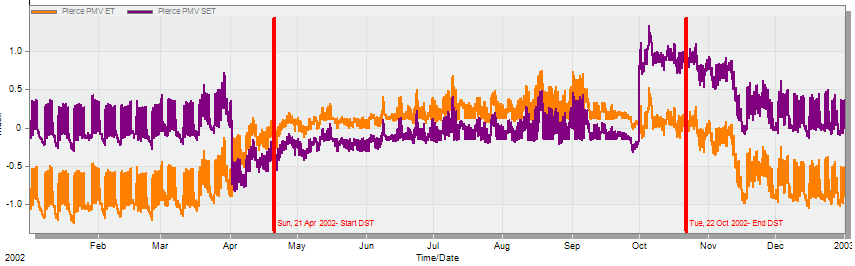 Pierce PMV ET Pierce PMV SET
1.0
0.5
0
-0.5
-1.0
Sun, 21 Apr 2002- Start DST Tue, 22 Oct 2002- End DST
Feb Mar Apr May Jun Jul Aug Sep Oct Nov Dec 2003
2002 Time/Date